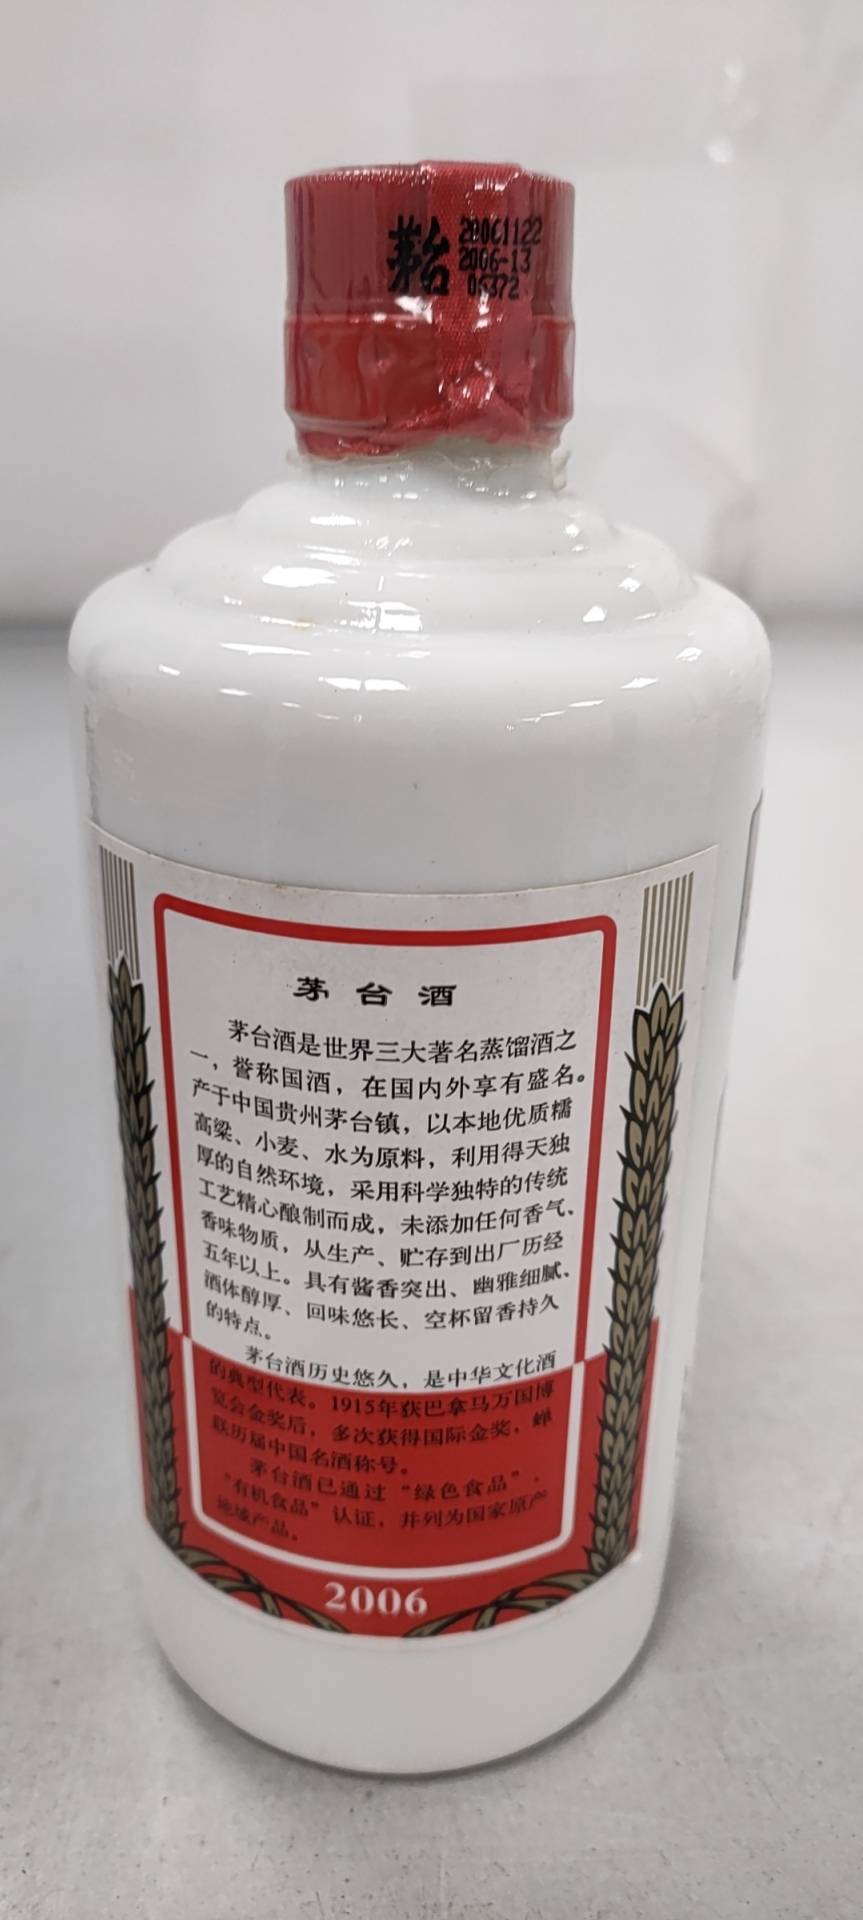 茅台
20061122
2006-13
06372
茅台酒
茅台酒是世界三大著名蒸馏酒之
一，誉称国酒，在国内外享有盛名。
产于中国贵州茅台镇，以本地优质糯
高粱、小麦、水为原料，利用得天独
厚的自然环境，采用科学独特的传统
工艺精心酿制而成，未添加任何香气、
香味物质，从生产、贮存到出厂历经
五年以上。具有酱香突出、幽雅细腻、
酒体醇厚、回味悠长、空杯留香持久
的特点。
茅台酒历史悠久，是中华文化酒
的典型代表。1915年获巴拿马万国博
览会金奖后，多次获得国际金奖，蝉
联历届中国名酒称号。
茅台酒已通过“绿色食品”、
“有机食品”认证，并列为国家原产
地域产品。
2006